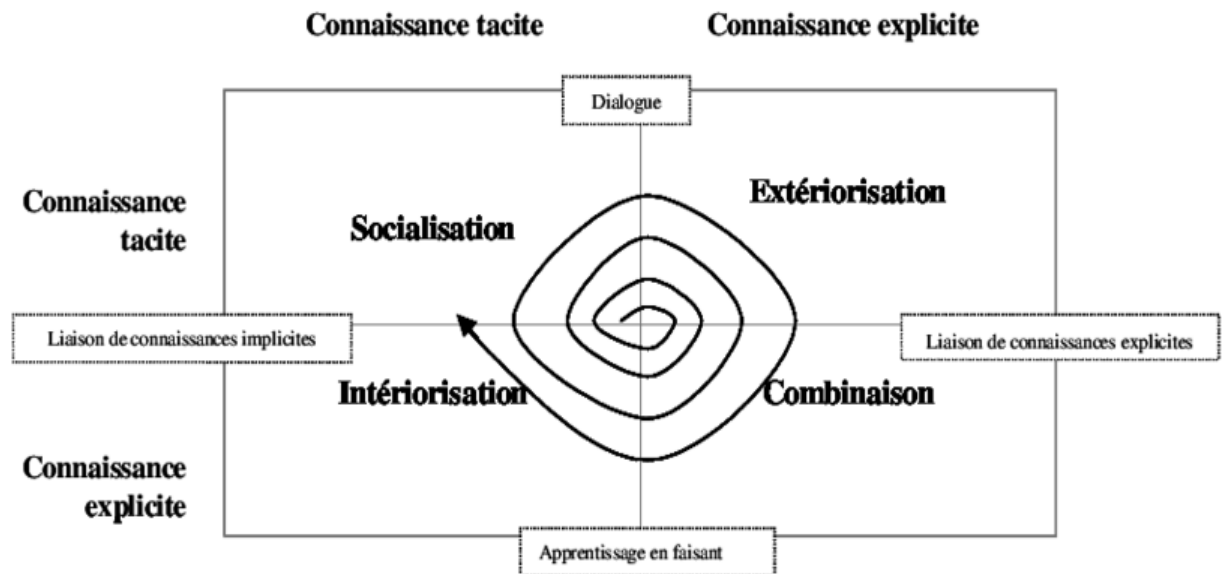 Connaissance tacite
Connaissance explicite
Dialogue
Extériorisation
Connaissance
tacite
Socialisation
Liaison de connaissances implicites
Liaison de connaissances explicites
Intériorisation
Combinaison
Connaissance
explicite
Apprentissage en faisant